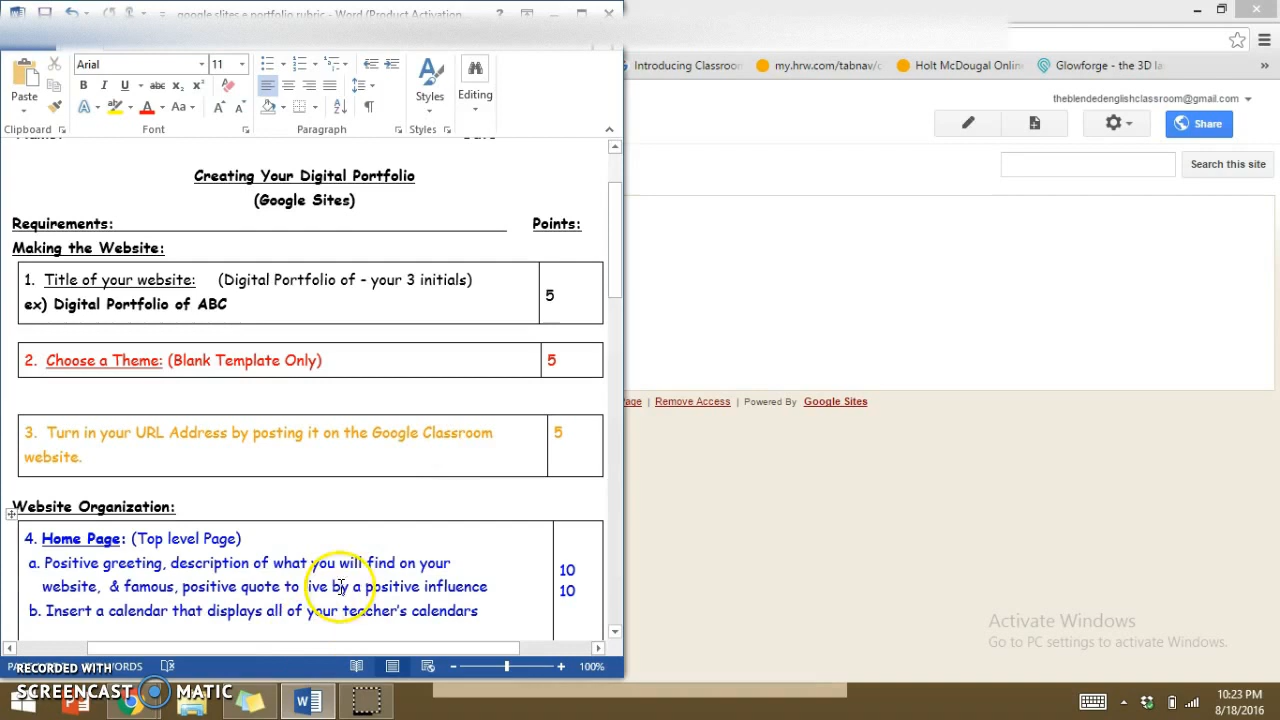 google slites e portfolio rubric - Word (Product Activation
Arial 11
Paste
Styles
Editing
Clipboard Font Paragraph Styles
Creating Your Digital Portfolio
(Google Sites)
Requirements: Points:
Making the Website:
1. Title of your website: (Digital Portfolio of - your 3 initials)
ex) Digital Portfolio of ABC
5
2. Choose a Theme: (Blank Template Only) 5
3. Turn in your URL Address by posting it on the Google Classroom 5
website.
Website Organization:
4. Home Page: (Top level Page)
a. Positive greeting, description of what you will find on your
10
website, & famous, positive quote to live by a positive influence
10
b. Insert a calendar that displays all of your teacher's calendars
100%
RECORDED WITH
SCREENCAST MATIC
Introducing Classroo
my.hrw.com/tabnav/c
Holt McDougal Online
Glowforge - the 3D la
theblendedenglishclassroom@gmail.com
Share
Search this site
Remove Access | Powered By Google Sites
Activate Windows
Go to PC settings to activate Windows.
10:23 PM
8/18/2016